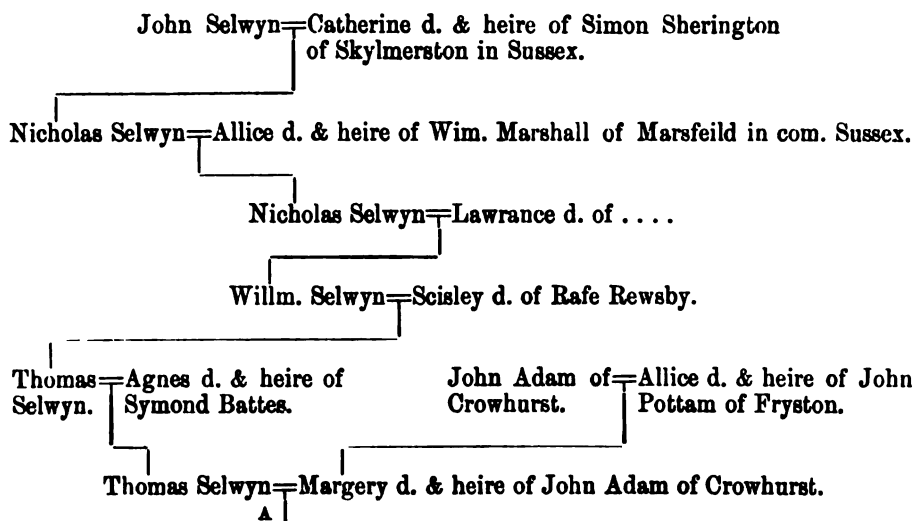 John Selwyn=Catherine d. & heire of Simon Sherington
of Skylmerston in Sussex.
Nicholas Selwyn=Allice d. & heire of Wim. Marshall of Marsfeild in com. Sussex.
Nicholas Selwyn=Lawrance d. of . . . .
Willm. Selwyn=Scisley d. of Rafe Rewsby.
Thomas=Agnes d. & heire of
Selwyn. Symond Battes.
John Adam of=Allice d. & heire of John
Crowhurst. Pottam of Fryston.
Thomas Selwyn=Margery d. & heire of John Adam of Crowhurst.
A